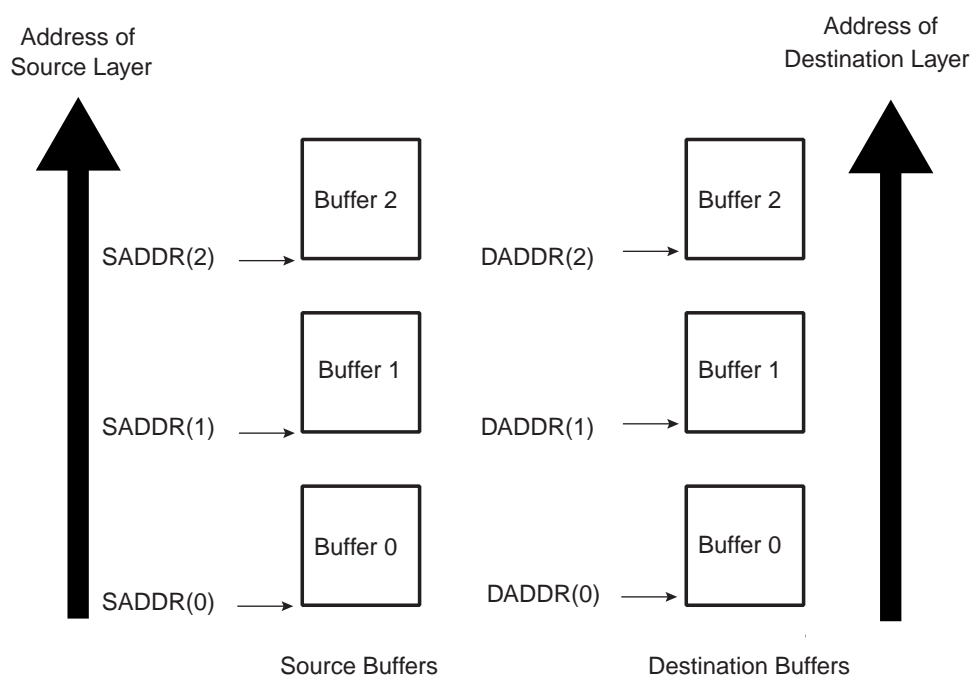 Address of
Source Layer
Address of
Destination Layer
Buffer 2
Buffer 2
SADDR(2)
DADDR(2)
Buffer 1
Buffer 1
SADDR(1)
DADDR(1)
Buffer 0
Buffer 0
SADDR(0)
DADDR(0)
Source Buffers
Destination Buffers